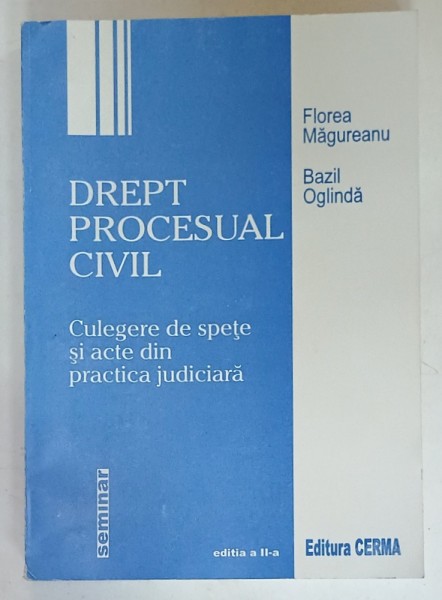 Florea
Măgureanu
Bazil
Oglindă
DREPT
PROCESUAL
CIVIL
Culegere de speţe
şi acte din
practica judiciară
seminar
editia a II-a
Editura CERMA